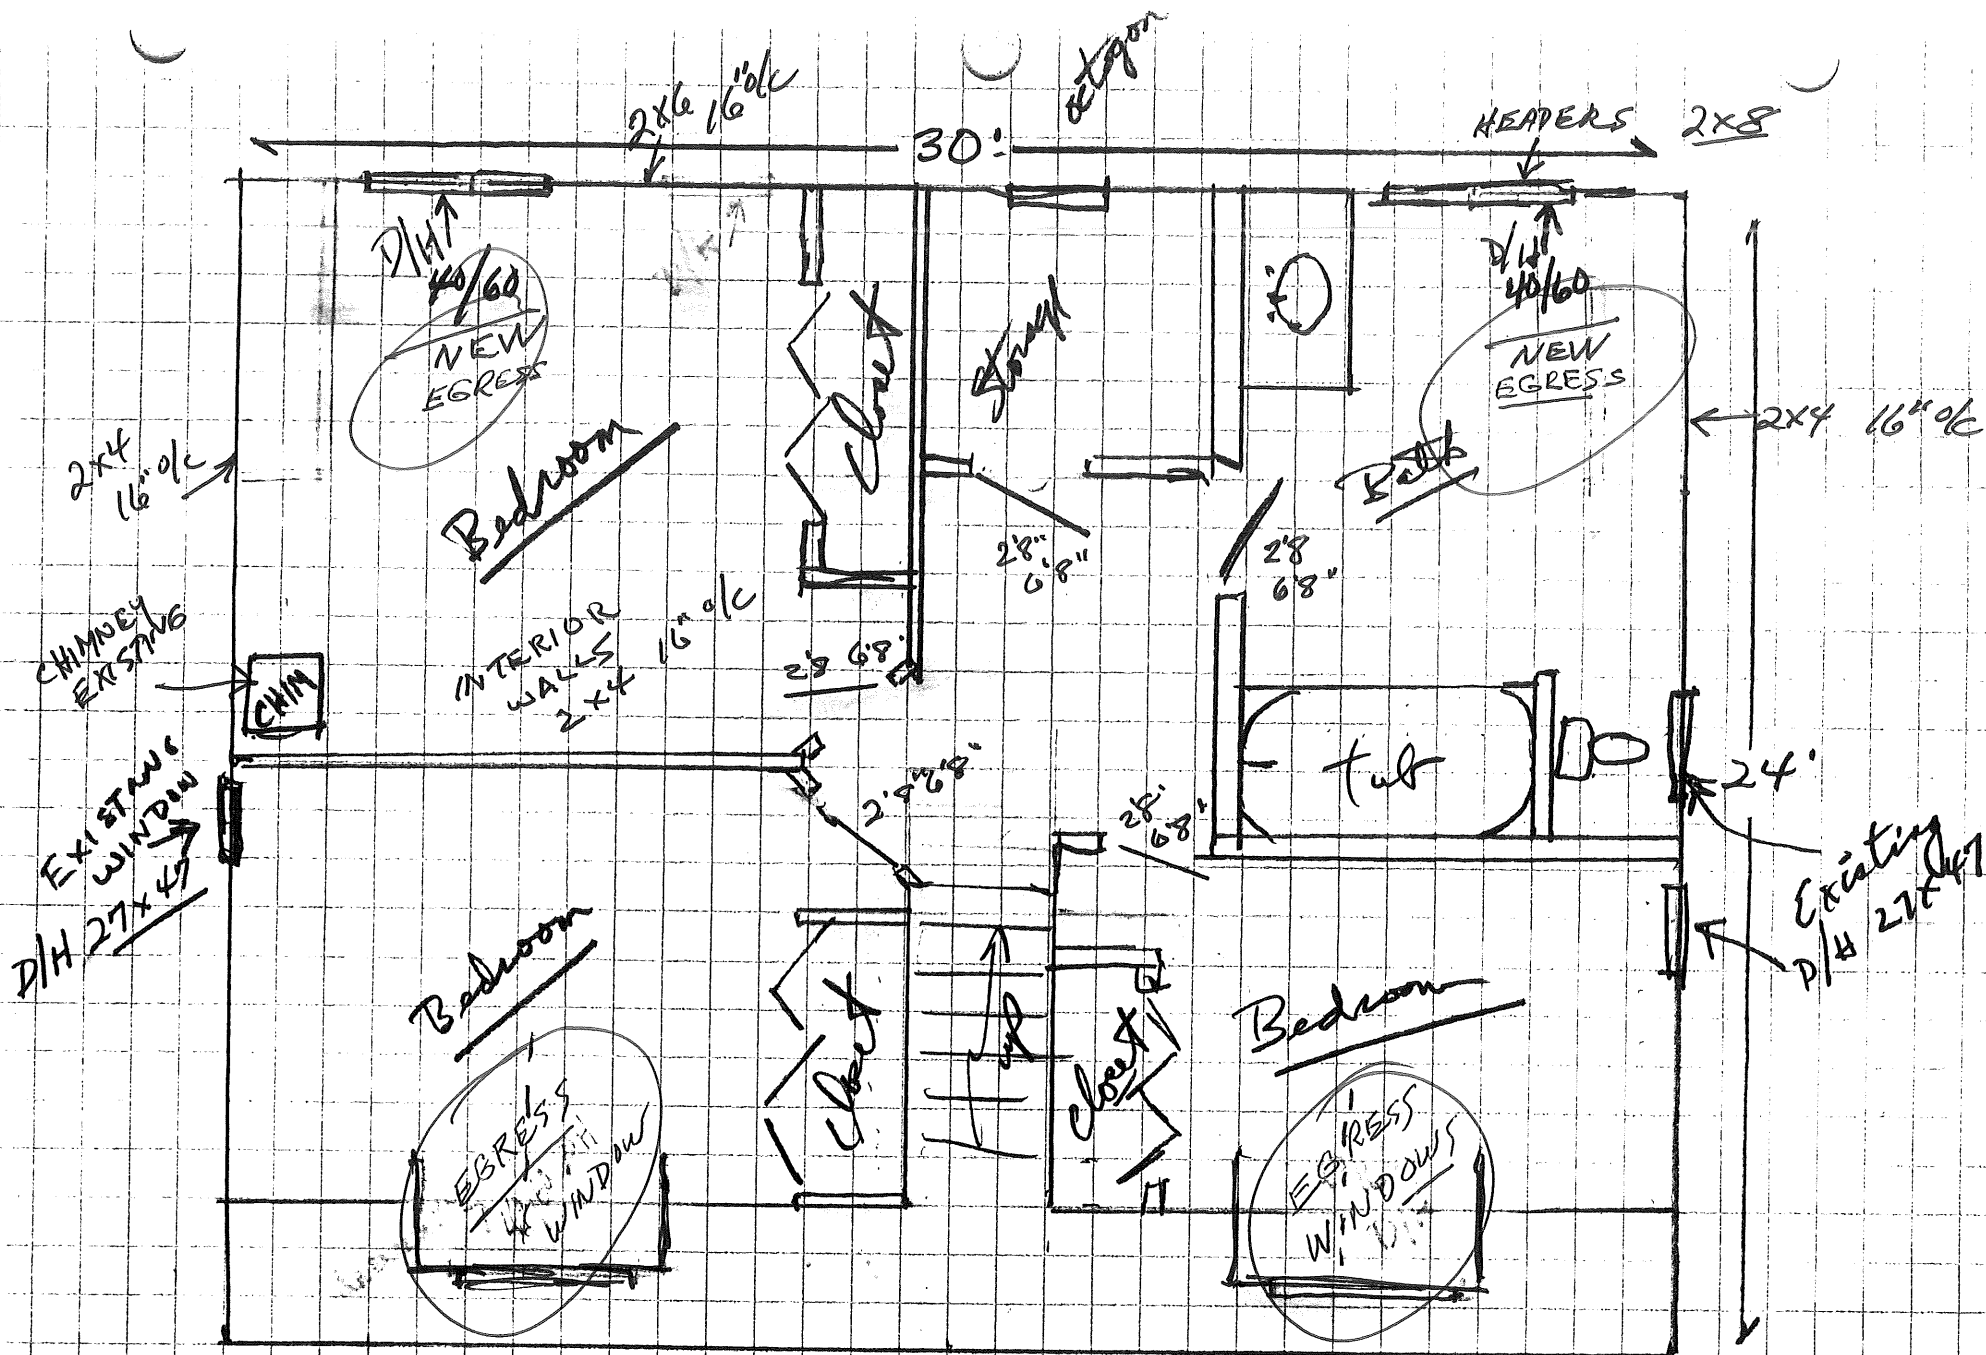 octogon
2x6 16" o/c
30'
HEADERS 2x8
D/H
40/60
NEW
EGRESS
D/H
40/60
NEW
EGRESS
Closet
Storage
2x4 16" o/c
2x4
16" o/c
Bedroom
Bath
2'8"
6'8"
2'8
6'8"
CHIMNEY
EXISTING
CHIM
INTERIOR
WALLS
2x4 16" o/c
2'8 6'8"
2'8" 6'8"
tub
24'
2'8"
6'8"
EXISTING
WINDOW
D/H 27x47
Existing
D/H 27x47
Bedroom
Bedroom
Closet
up
Closet
EGRESS
WINDOW
EGRESS
WINDOWS